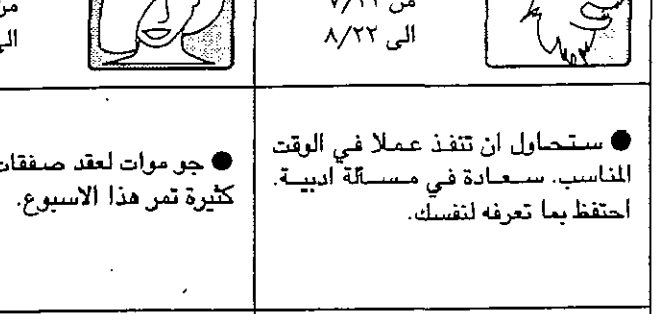 الى ٨/٢٢
● ستحاول ان تنفذ عملا في الوقت
المناسب. سعادة في مسألة ادبية.
احتفظ بما تعرفه لنفسك.
● جو موات لعقد صفقات
كثيرة تمر هذا الاسبوع.